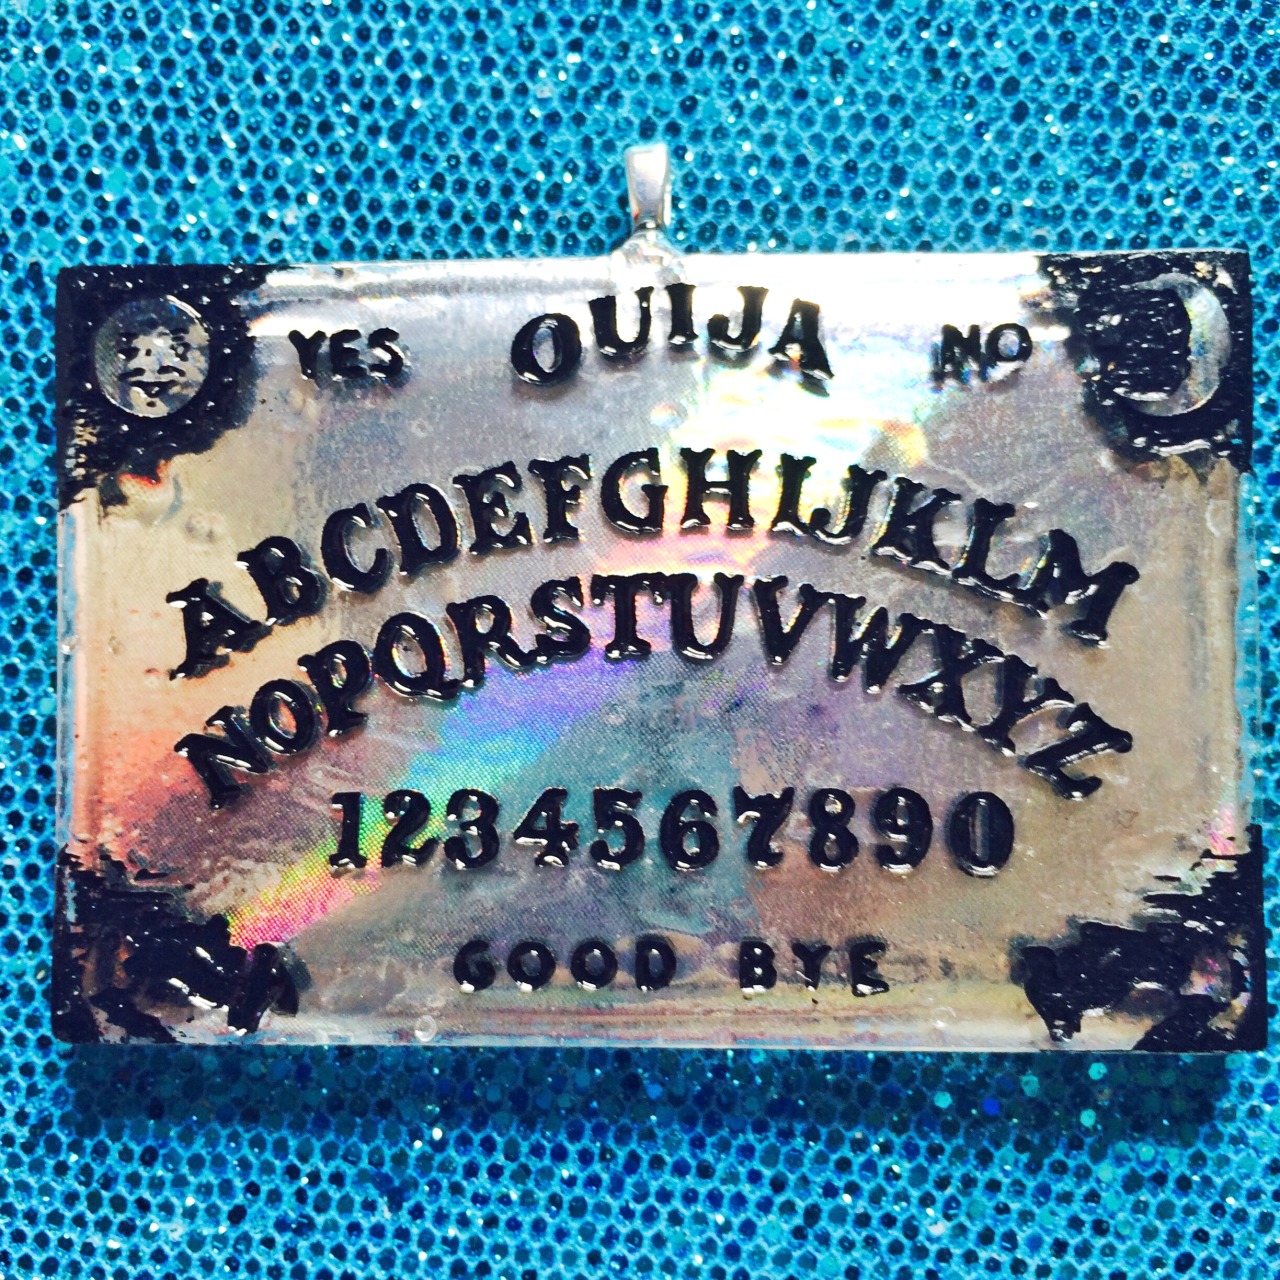 YES OUIJA NO
ABCDEFGHIJKLM
NOPQRSTUVWXYZ
1234567890
GOOD BYE